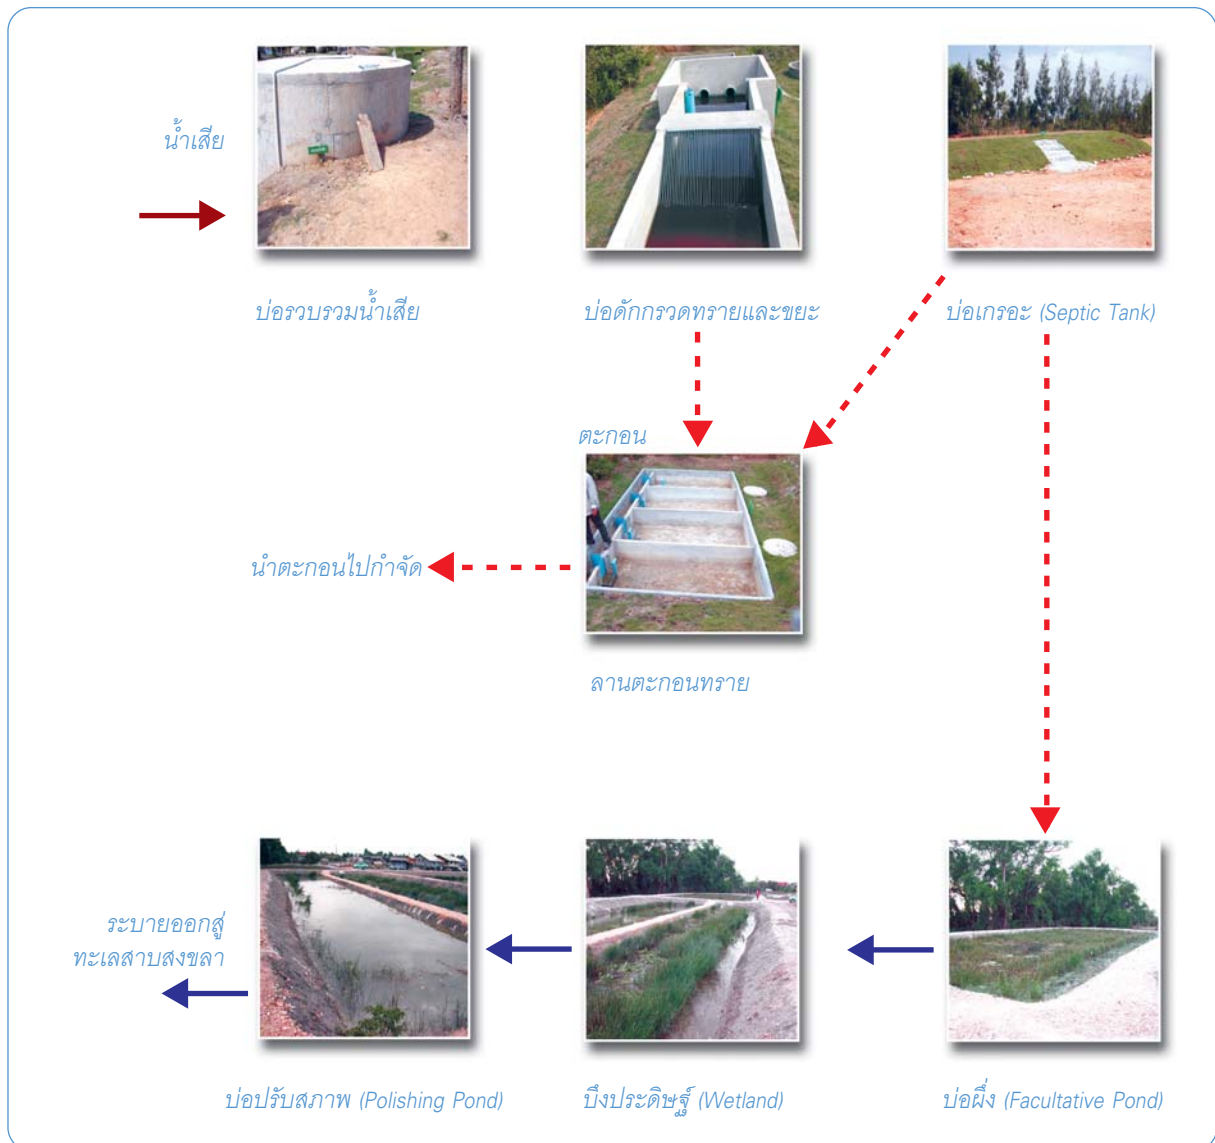 น้ำเสีย
บ่อรวบรวมน้ำเสีย
บ่อดักกรวดทรายและขยะ
บ่อเกรอะ (Septic Tank)
ตะกอน
นำตะกอนไปกำจัด
ลานตะกอนทราย
ระบายออกสู่
ทะเลสาบสงขลา
บ่อปรับสภาพ (Polishing Pond)
บึงประดิษฐ์ (Wetland)
บ่อผึ่ง (Facultative Pond)